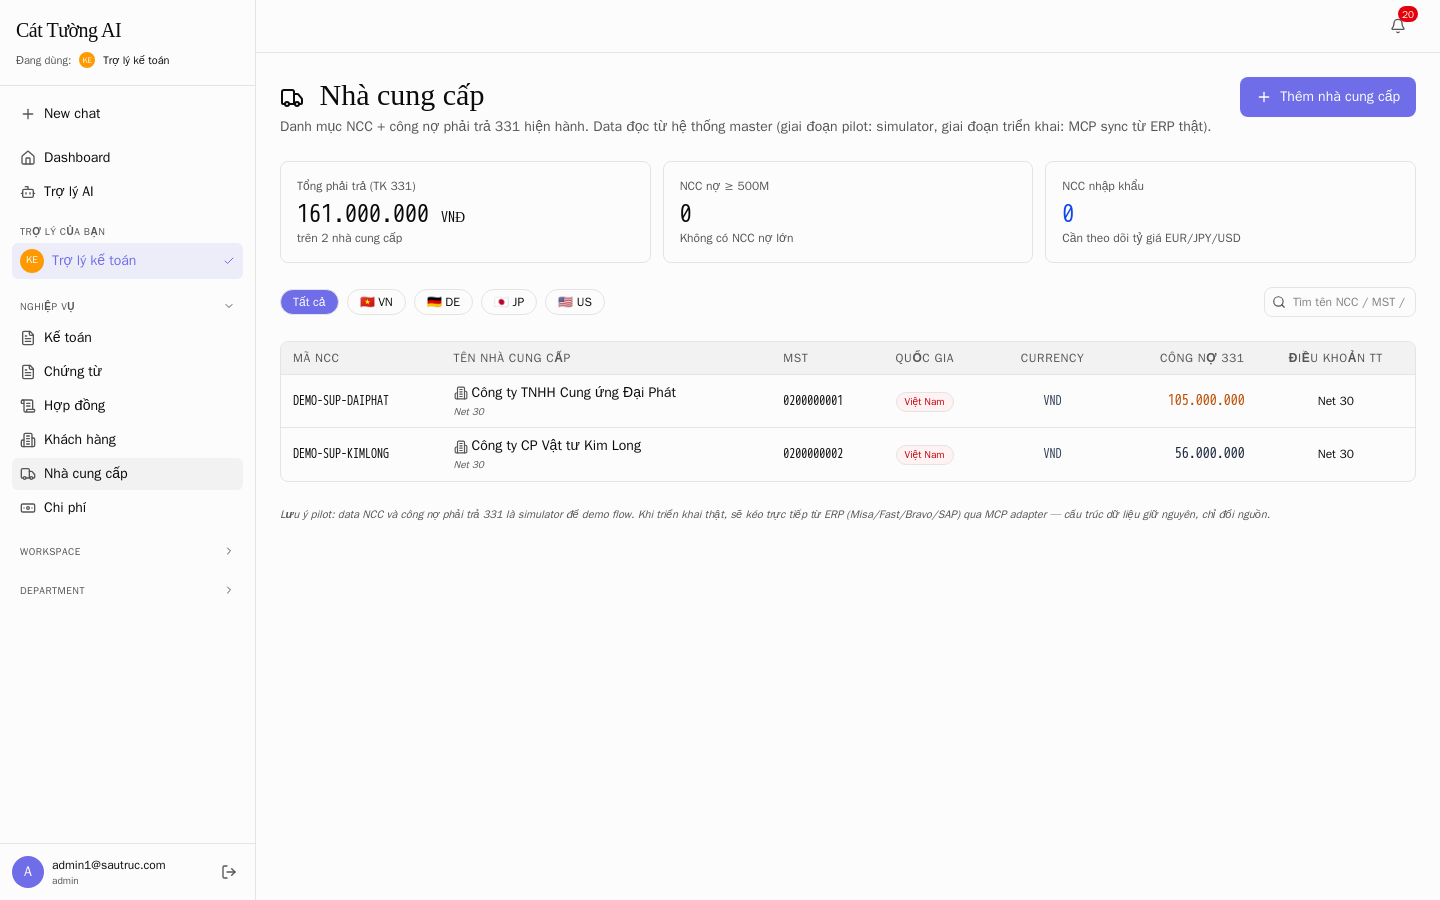 Cát Tường AI
Đang dùng: KE Trợ lý kế toán
New chat
Dashboard
Trợ lý AI
TRỢ LÝ CỦA BẠN
KE Trợ lý kế toán
NGHIỆP VỤ
Kế toán
Chứng từ
Hợp đồng
Khách hàng
Nhà cung cấp
Chi phí
WORKSPACE
DEPARTMENT
A admin1@sautruc.com
admin
20
Nhà cung cấp
Thêm nhà cung cấp
Danh mục NCC + công nợ phải trả 331 hiện hành. Data đọc từ hệ thống master (giai đoạn pilot: simulator, giai đoạn triển khai: MCP sync từ ERP thật).
Tổng phải trả (TK 331)
161.000.000 VNĐ
trên 2 nhà cung cấp
NCC nợ ≥ 500M
0
Không có NCC nợ lớn
NCC nhập khẩu
0
Cần theo dõi tỷ giá EUR/JPY/USD
Tất cả 🇻🇳 VN 🇩🇪 DE 🇯🇵 JP 🇺🇸 US Tìm tên NCC / MST /
MÃ NCC TÊN NHÀ CUNG CẤP MST QUỐC GIA CURRENCY CÔNG NỢ 331 ĐIỀU KHOẢN TT
DEMO-SUP-DAIPHAT Công ty TNHH Cung ứng Đại Phát 0200000001 Việt Nam VND 105.000.000 Net 30
Net 30
DEMO-SUP-KIMLONG Công ty CP Vật tư Kim Long 0200000002 Việt Nam VND 56.000.000 Net 30
Net 30
Lưu ý pilot: data NCC và công nợ phải trả 331 là simulator để demo flow. Khi triển khai thật, sẽ kéo trực tiếp từ ERP (Misa/Fast/Bravo/SAP) qua MCP adapter — cấu trúc dữ liệu giữ nguyên, chỉ đổi nguồn.